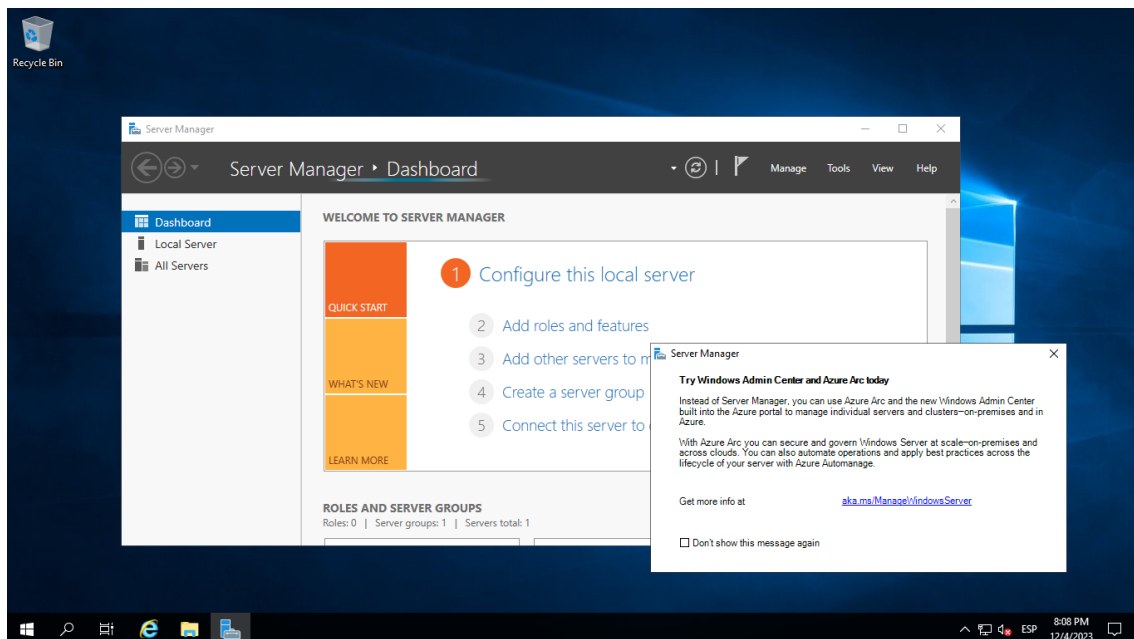 Recycle Bin
Server Manager
Server Manager ‣ Dashboard
Manage Tools View Help
Dashboard
Local Server
All Servers
WELCOME TO SERVER MANAGER
QUICK START
WHAT'S NEW
LEARN MORE
1 Configure this local server
2 Add roles and features
3 Add other servers to m
4 Create a server group
5 Connect this server to
ROLES AND SERVER GROUPS
Roles: 0 | Server groups: 1 | Servers total: 1
Server Manager
Try Windows Admin Center and Azure Arc today
Instead of Server Manager, you can use Azure Arc and the new Windows Admin Center
built into the Azure portal to manage individual servers and clusters—on-premises and in
Azure.
With Azure Arc you can secure and govern Windows Server at scale—on-premises and
across clouds. You can also automate operations and apply best practices across the
lifecycle of your server with Azure Automanage.
Get more info at aka.ms/ManageWindowsServer
Don't show this message again
ESP
8:08 PM
12/4/2023